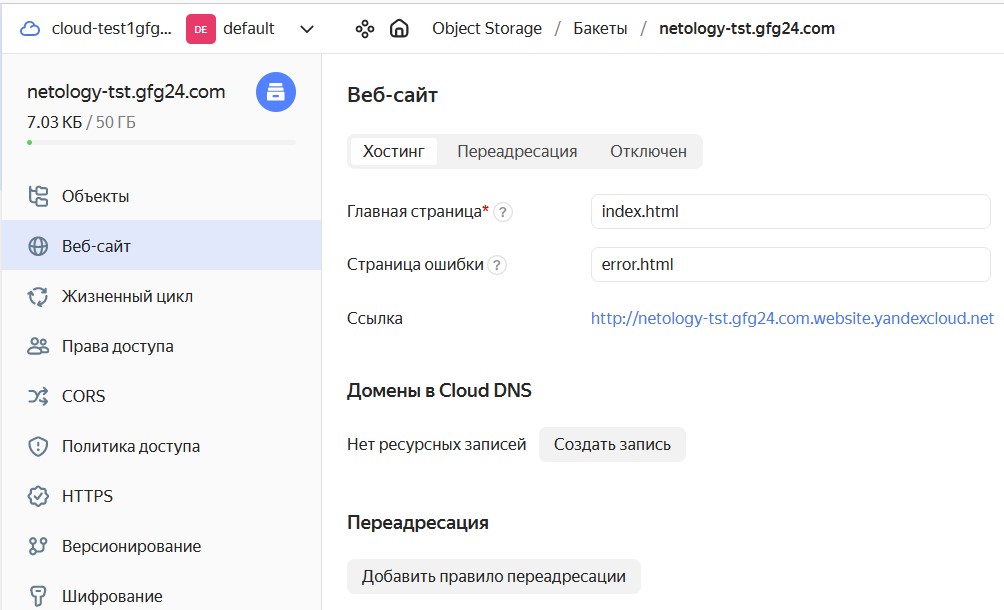 cloud-test1gfg... DE default Object Storage / Бакеты / netology-tst.gfg24.com
netology-tst.gfg24.com
7.03 КБ / 50 ГБ
Объекты
Веб-сайт
Жизненный цикл
Права доступа
CORS
Политика доступа
HTTPS
Версионирование
Шифрование
Веб-сайт
Хостинг Переадресация Отключен
Главная страница* ? index.html
Страница ошибки ? error.html
Ссылка http://netology-tst.gfg24.com.website.yandexcloud.net
Домены в Cloud DNS
Нет ресурсных записей Создать запись
Переадресация
Добавить правило переадресации